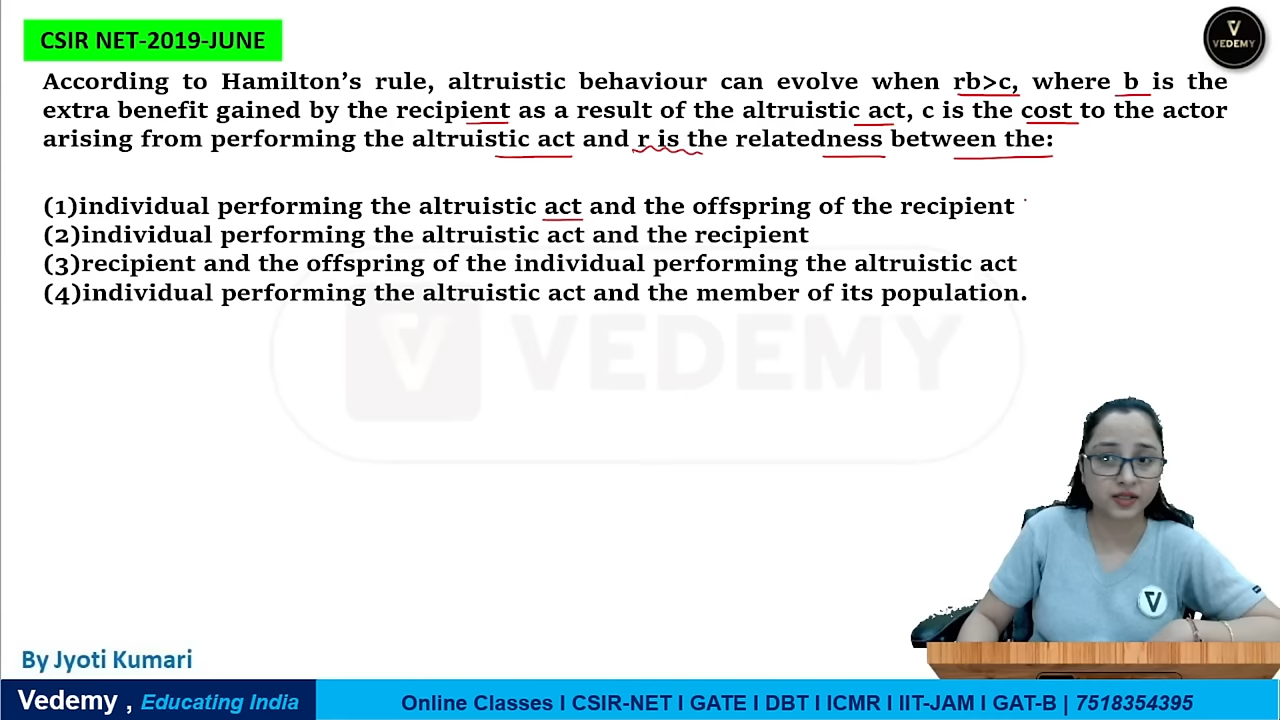 CSIR NET-2019-JUNE
VEDEMY
According to Hamilton's rule, altruistic behaviour can evolve when rb>c, where b is the
extra benefit gained by the recipient as a result of the altruistic act, c is the cost to the actor
arising from performing the altruistic act and r is the relatedness between the:
(1)individual performing the altruistic act and the offspring of the recipient
(2)individual performing the altruistic act and the recipient
(3)recipient and the offspring of the individual performing the altruistic act
(4)individual performing the altruistic act and the member of its population.
VEDEMY
By Jyoti Kumari
Vedemy , Educating India
Online Classes I CSIR-NET I GATE I DBT I ICMR I IIT-JAM I GAT-B | 7518354395